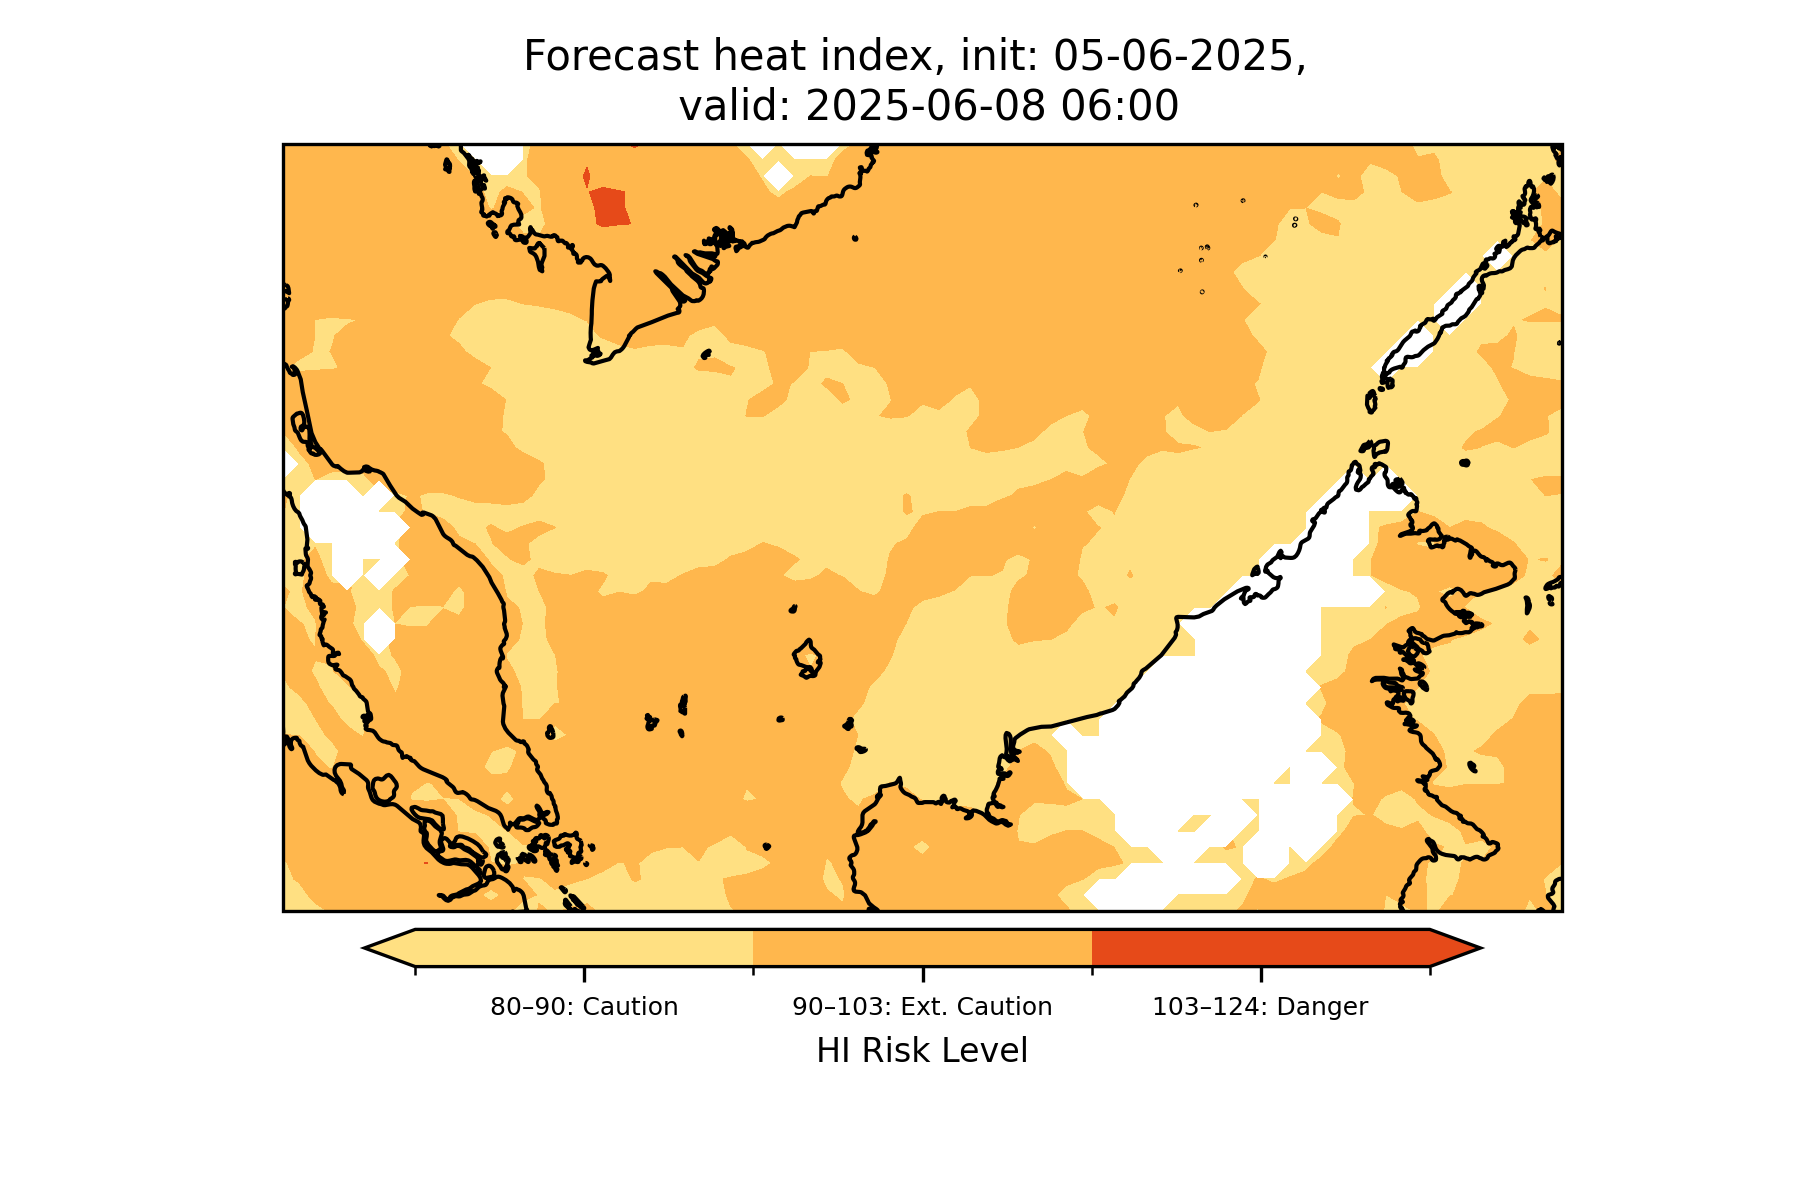 Forecast heat index, init: 05-06-2025,
valid: 2025-06-08 06:00
80–90: Caution
90–103: Ext. Caution
103–124: Danger
HI Risk Level